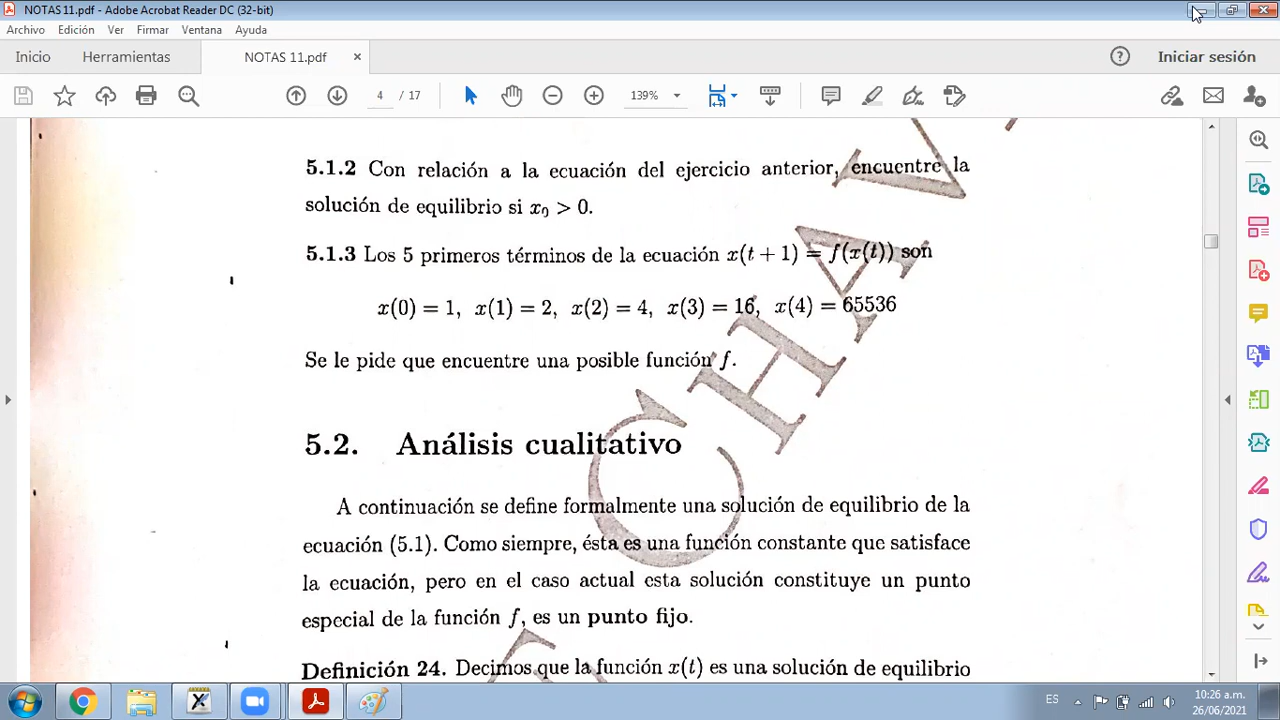 NOTAS 11.pdf - Adobe Acrobat Reader DC (32-bit)
Archivo Edición Ver Firmar Ventana Ayuda
Inicio Herramientas NOTAS 11.pdf × Iniciar sesión
4 / 17 139%
5.1.2 Con relación a la ecuación del ejercicio anterior, encuentre la
solución de equilibrio si x₀ > 0.
5.1.3 Los 5 primeros términos de la ecuación x(t + 1) = f(x(t)) son
x(0) = 1, x(1) = 2, x(2) = 4, x(3) = 16, x(4) = 65536
Se le pide que encuentre una posible función f.
5.2. Análisis cualitativo
A continuación se define formalmente una solución de equilibrio de la
ecuación (5.1). Como siempre, ésta es una función constante que satisface
la ecuación, pero en el caso actual esta solución constituye un punto
especial de la función f, es un punto fijo.
Definición 24. Decimos que la función x(t) es una solución de equilibrio
ES 10:26 a.m.
26/06/2021